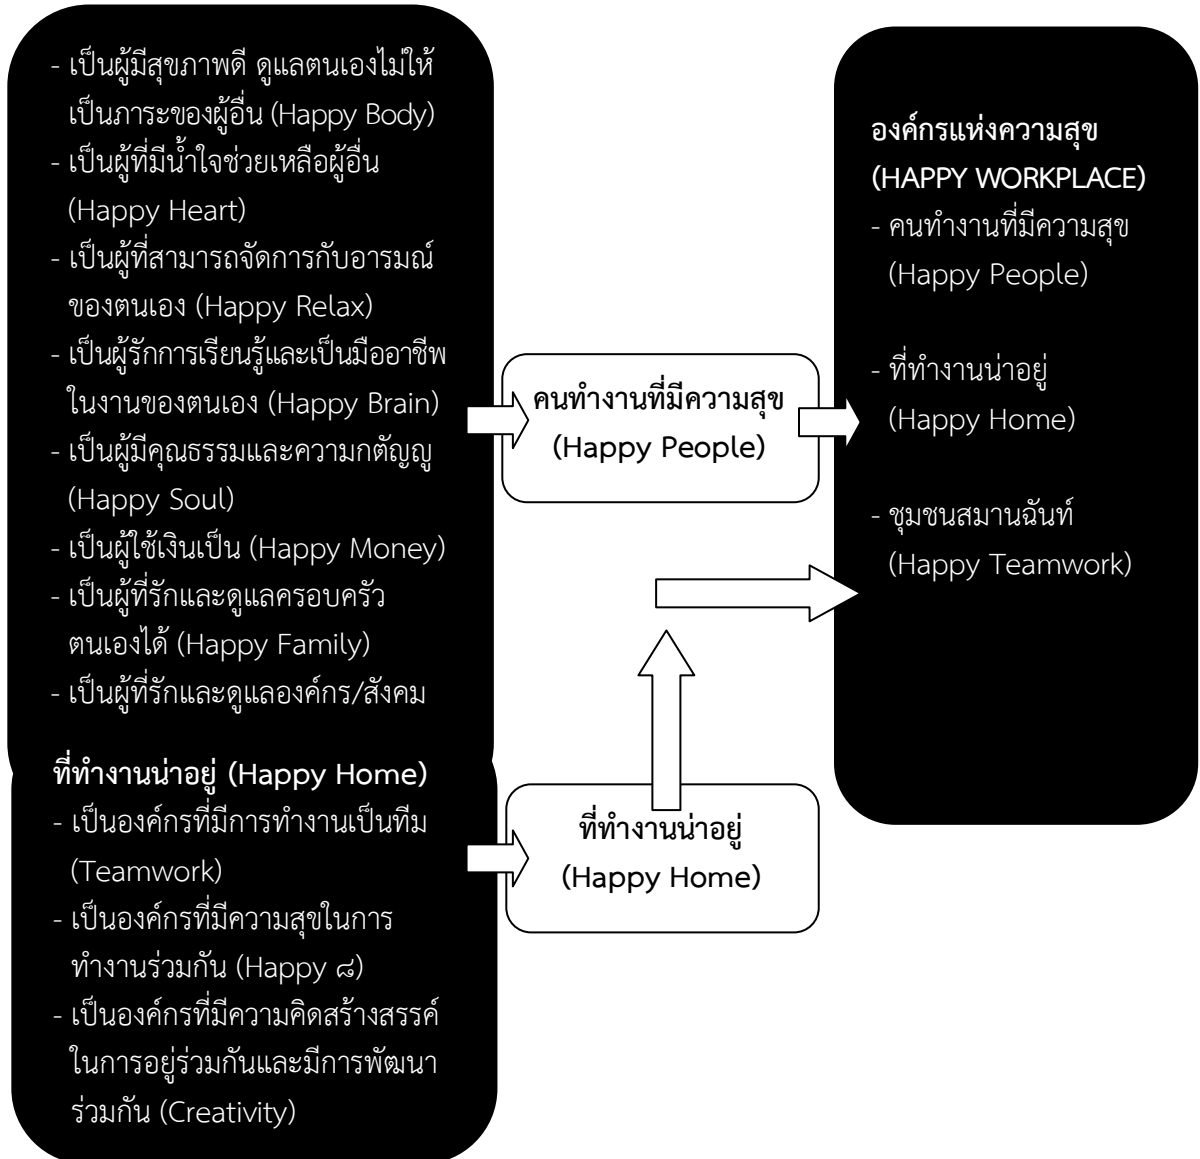 - เป็นผู้มีสุขภาพดี ดูแลตนเองไม่ให้
เป็นภาระของผู้อื่น (Happy Body)
- เป็นผู้ที่มีน้ำใจช่วยเหลือผู้อื่น
(Happy Heart)
- เป็นผู้ที่สามารถจัดการกับอารมณ์
ของตนเอง (Happy Relax)
- เป็นผู้รักการเรียนรู้และเป็นมืออาชีพ
ในงานของตนเอง (Happy Brain)
- เป็นผู้มีคุณธรรมและความกตัญญู
(Happy Soul)
- เป็นผู้ใช้เงินเป็น (Happy Money)
- เป็นผู้ที่รักและดูแลครอบครัว
ตนเองได้ (Happy Family)
- เป็นผู้ที่รักและดูแลองค์กร/สังคม
ที่ทำงานน่าอยู่ (Happy Home)
- เป็นองค์กรที่มีการทำงานเป็นทีม
(Teamwork)
- เป็นองค์กรที่มีความสุขในการ
ทำงานร่วมกัน (Happy ๘)
- เป็นองค์กรที่มีความคิดสร้างสรรค์
ในการอยู่ร่วมกันและมีการพัฒนา
ร่วมกัน (Creativity)
คนทำงานที่มีความสุข
(Happy People)
ที่ทำงานน่าอยู่
(Happy Home)
องค์กรแห่งความสุข
(HAPPY WORKPLACE)
- คนทำงานที่มีความสุข
(Happy People)
- ที่ทำงานน่าอยู่
(Happy Home)
- ชุมชนสมานฉันท์
(Happy Teamwork)